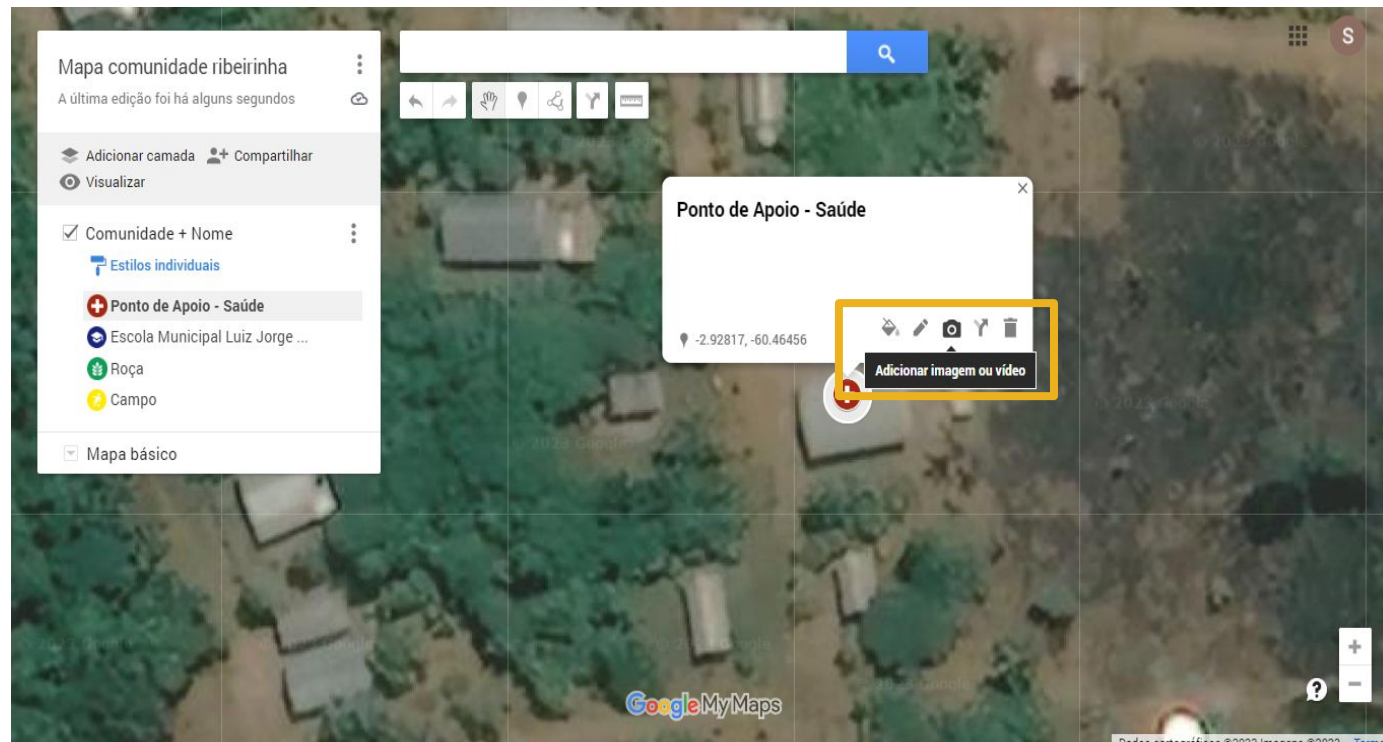 Mapa comunidade ribeirinha
A última edição foi há alguns segundos
Adicionar camada
Compartilhar
Visualizar
Comunidade + Nome
Estilos individuais
Ponto de Apoio - Saúde
Escola Municipal Luiz Jorge ...
Roça
Campo
Mapa básico
S
Ponto de Apoio - Saúde
-2.92817, -60.46456
Adicionar imagem ou vídeo
Google My Maps